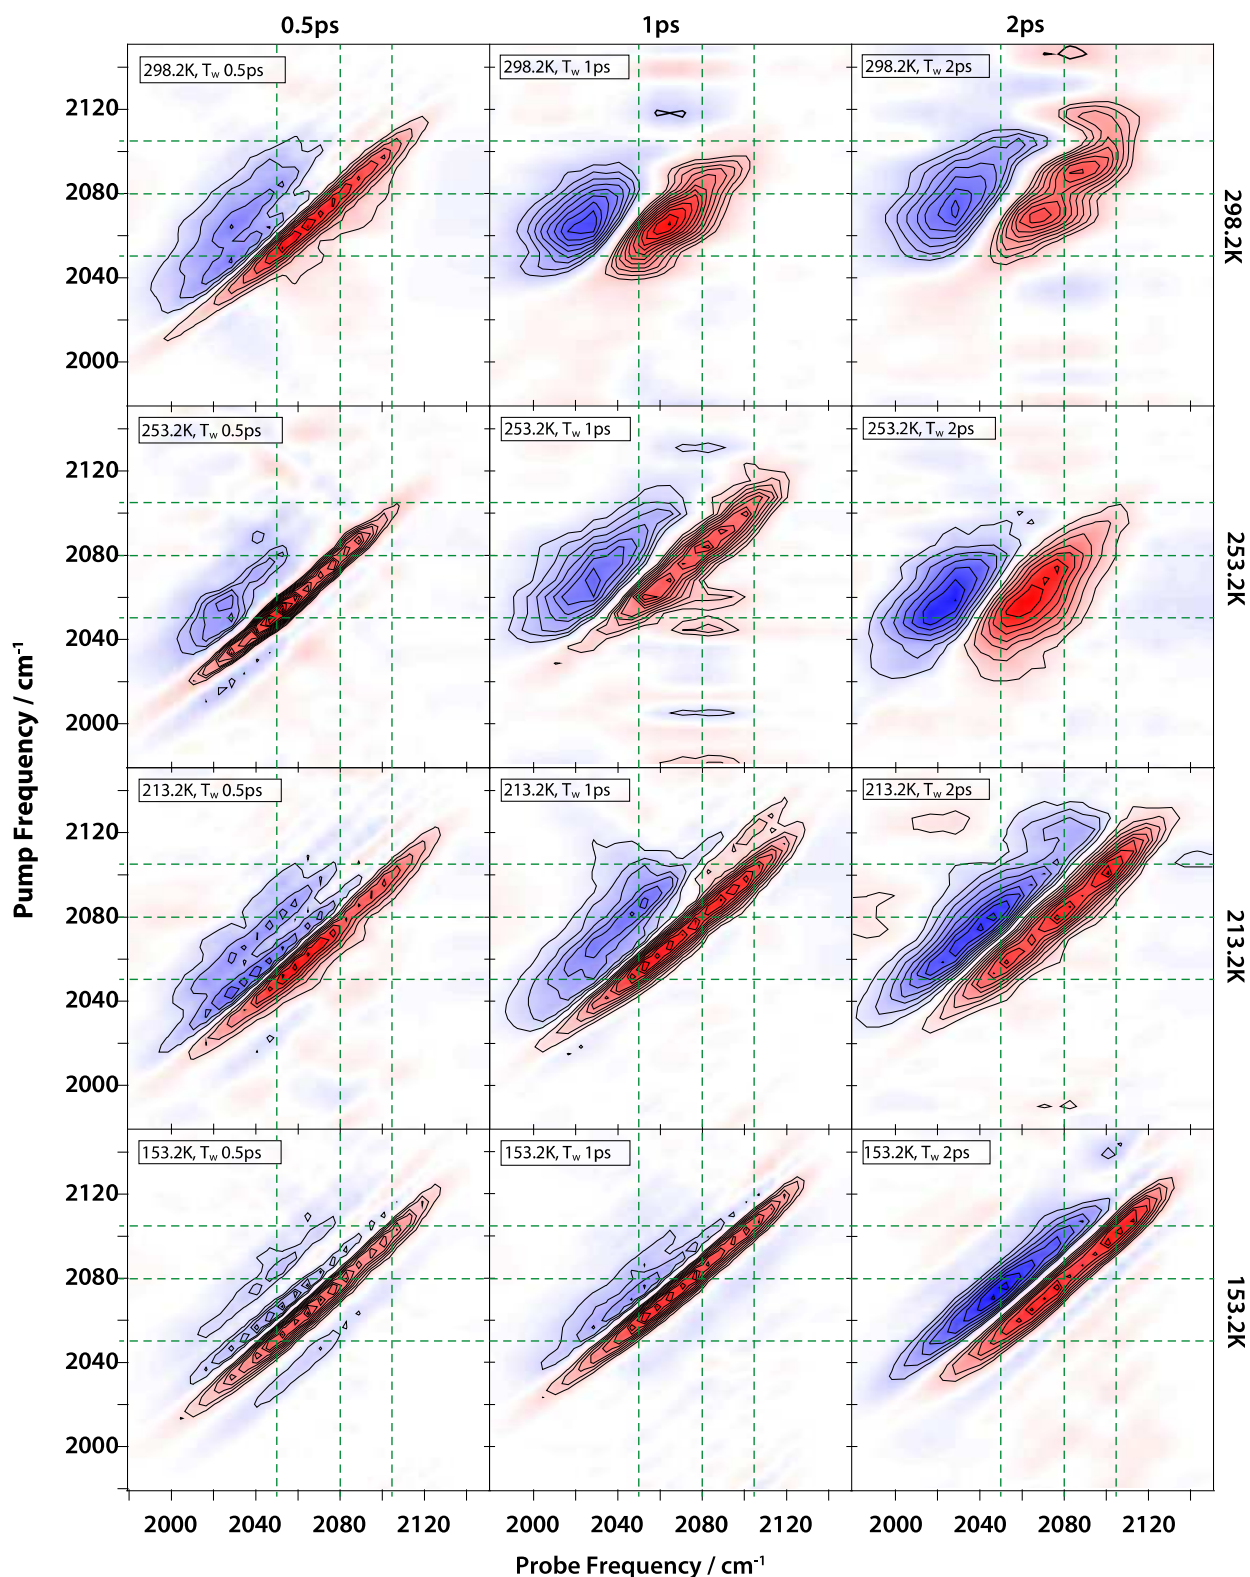 0.5ps 1ps 2ps
298.2K, Tw 0.5ps
298.2K, Tw 1ps
298.2K, Tw 2ps
2120
2080
2040
2000
298.2K
253.2K, Tw 0.5ps
253.2K, Tw 1ps
253.2K, Tw 2ps
2120
2080
2040
2000
253.2K
Pump Frequency / cm-1
213.2K, Tw 0.5ps
213.2K, Tw 1ps
213.2K, Tw 2ps
2120
2080
2040
2000
213.2K
153.2K, Tw 0.5ps
153.2K, Tw 1ps
153.2K, Tw 2ps
2120
2080
2040
2000
153.2K
2000 2040 2080 2120 2000 2040 2080 2120 2000 2040 2080 2120
Probe Frequency / cm-1